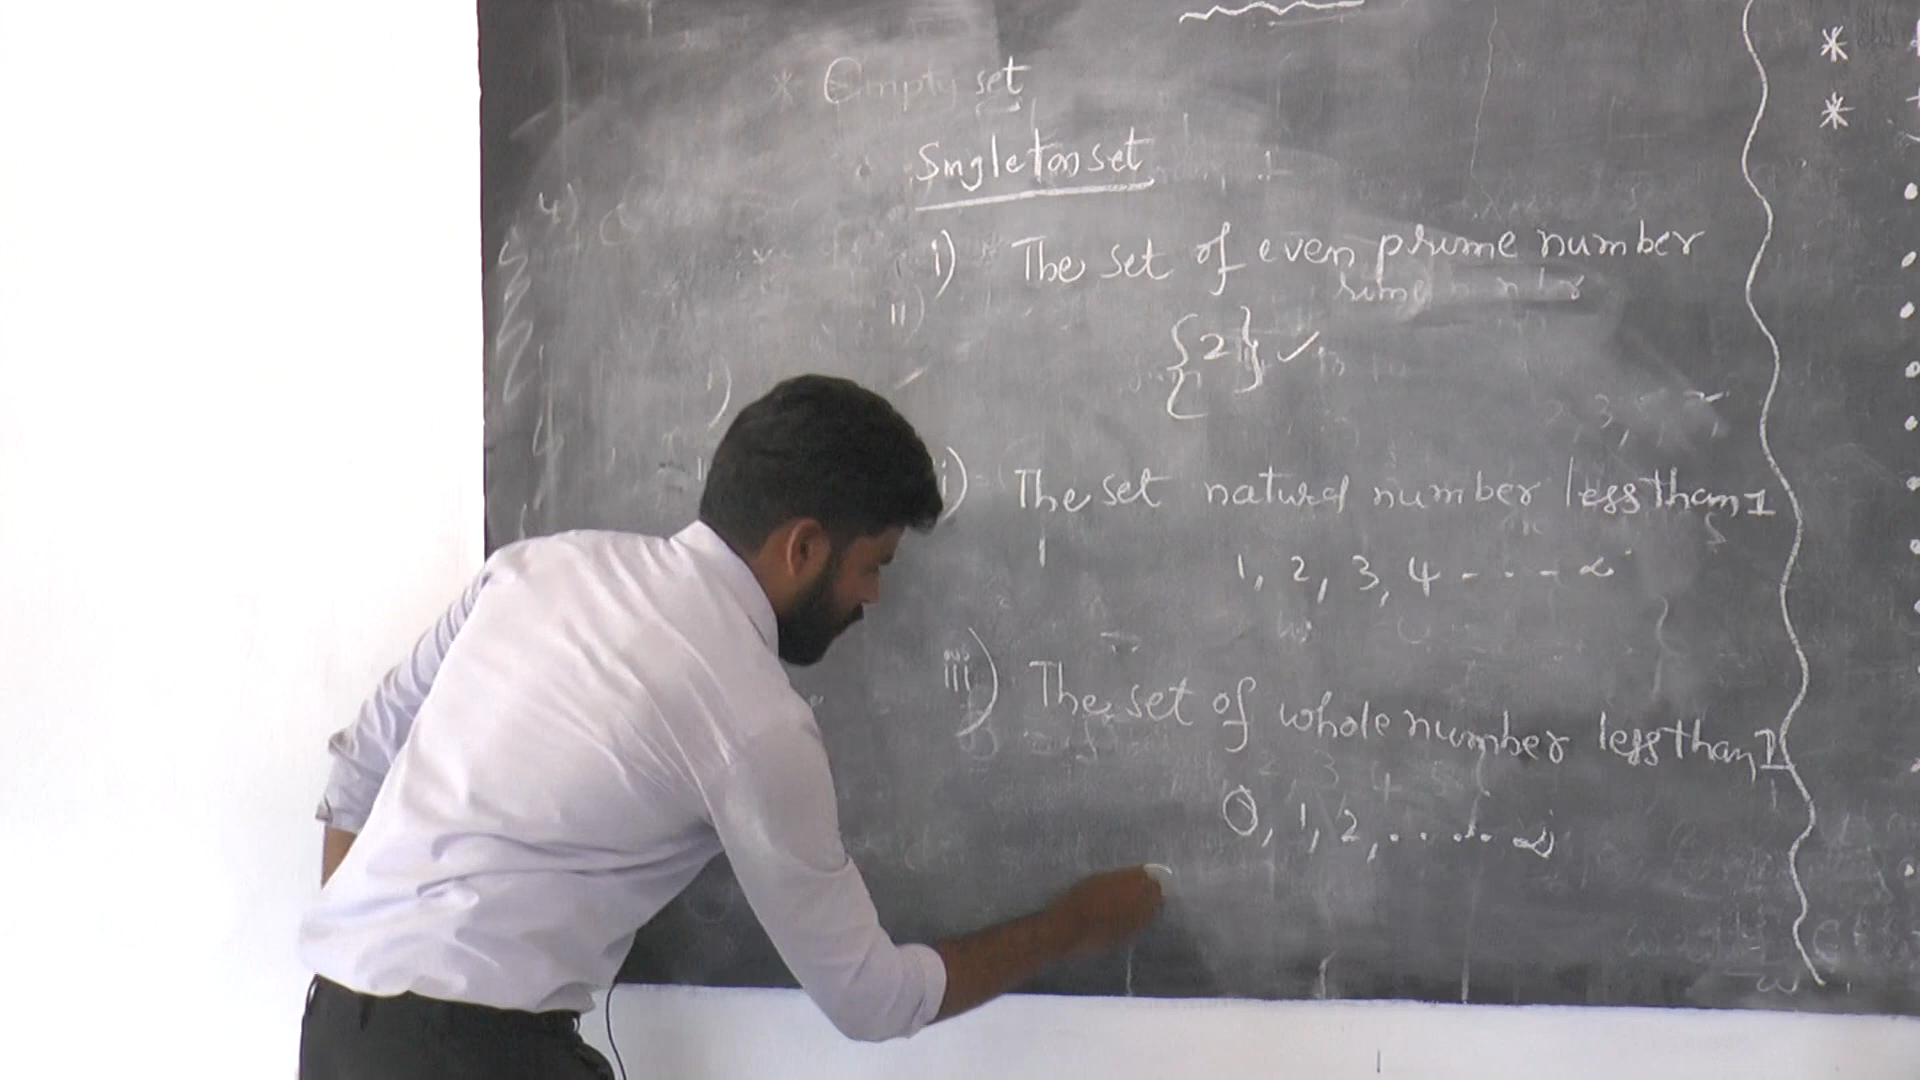 * Empty set
Singleton set
4)
i) The set of even prime number
ii)
{2} ✓
i) The set natural number less than 1
1, 2, 3, 4 - - - - ∝
iii) The set of whole number less than 1
0, 1, 2, ..... ∝
*
*